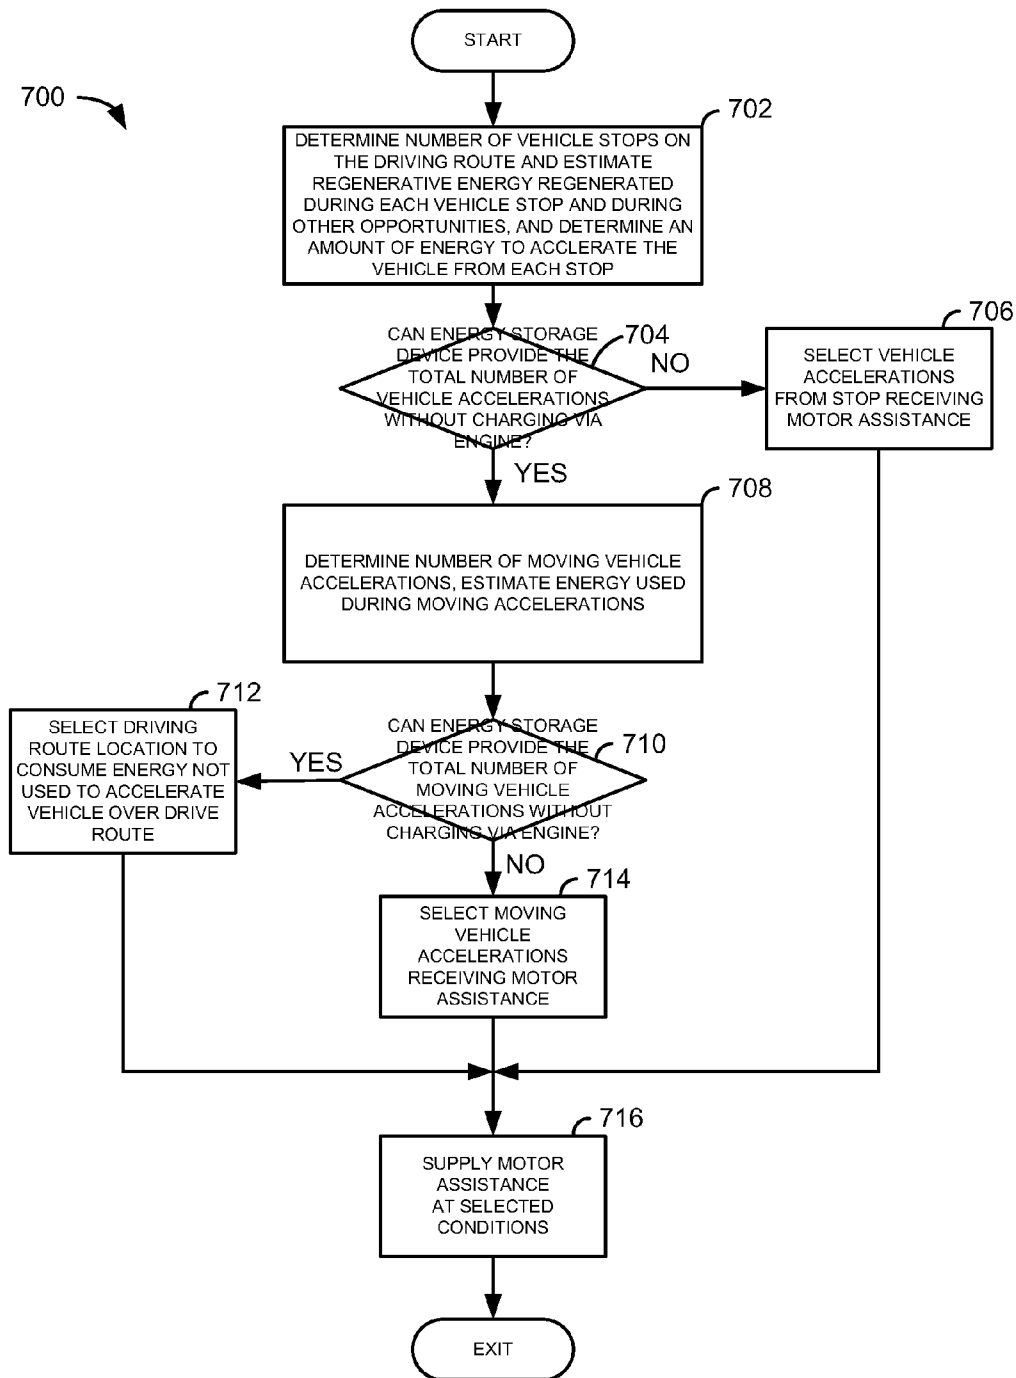 START
700
702
DETERMINE NUMBER OF VEHICLE STOPS ON
THE DRIVING ROUTE AND ESTIMATE
REGENERATIVE ENERGY REGENERATED
DURING EACH VEHICLE STOP AND DURING
OTHER OPPORTUNITIES, AND DETERMINE AN
AMOUNT OF ENERGY TO ACCLERATE THE
VEHICLE FROM EACH STOP
704
CAN ENERGY STORAGE
DEVICE PROVIDE THE
TOTAL NUMBER OF
VEHICLE ACCELERATIONS
WITHOUT CHARGING VIA
ENGINE?
NO
706
SELECT VEHICLE
ACCELERATIONS
FROM STOP RECEIVING
MOTOR ASSISTANCE
YES
708
DETERMINE NUMBER OF MOVING VEHICLE
ACCELERATIONS, ESTIMATE ENERGY USED
DURING MOVING ACCELERATIONS
710
CAN ENERGY STORAGE
DEVICE PROVIDE THE
TOTAL NUMBER OF
MOVING VEHICLE
ACCELERATIONS WITHOUT
CHARGING VIA ENGINE?
YES
712
SELECT DRIVING
ROUTE LOCATION TO
CONSUME ENERGY NOT
USED TO ACCELERATE
VEHICLE OVER DRIVE
ROUTE
NO
714
SELECT MOVING
VEHICLE
ACCELERATIONS
RECEIVING MOTOR
ASSISTANCE
716
SUPPLY MOTOR
ASSISTANCE
AT SELECTED
CONDITIONS
EXIT